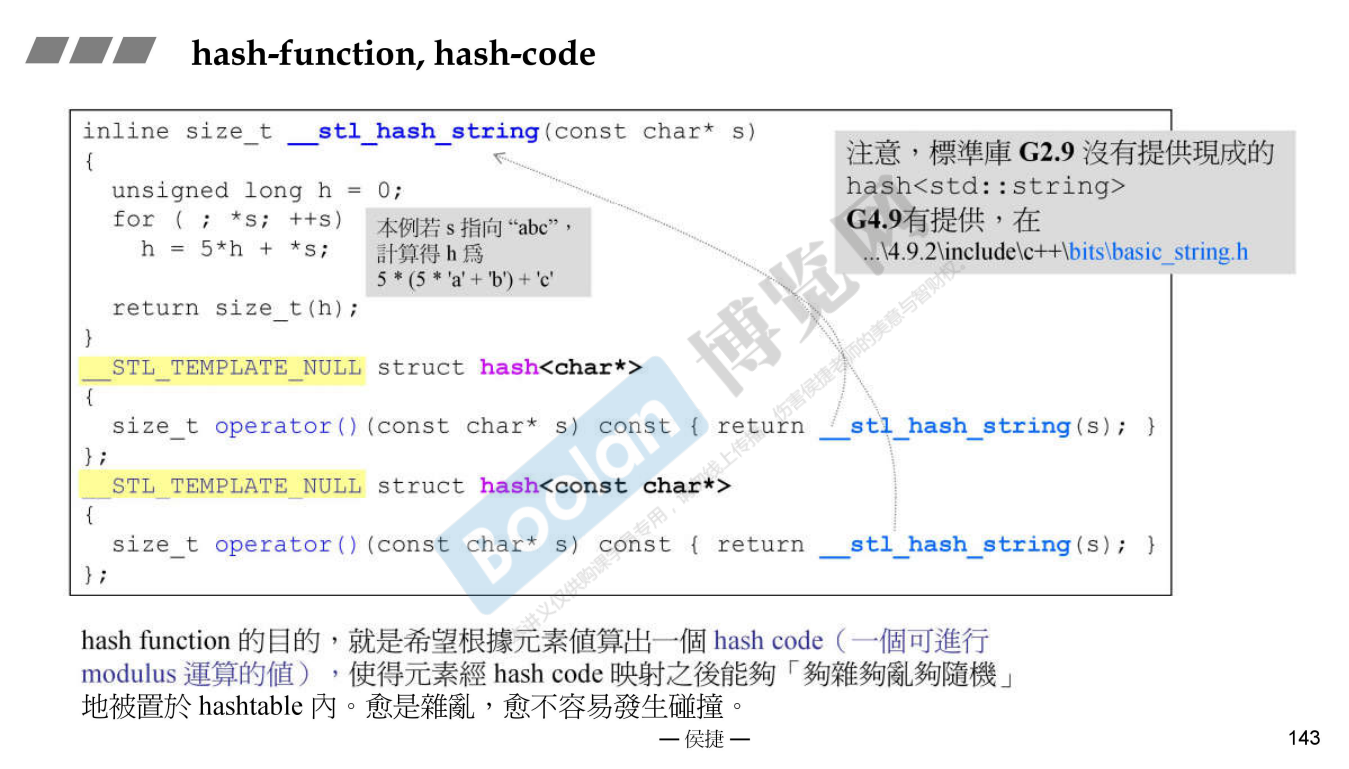 hash-function, hash-code
inline size_t __stl_hash_string(const char* s)
{
unsigned long h = 0;
for ( ; *s; ++s)
h = 5*h + *s;
return size_t(h);
}
本例若 s 指向 “abc”，
計算得 h 為
5 * (5 * 'a' + 'b') + 'c'
注意，標準庫 G2.9 沒有提供現成的
hash<std::string>
G4.9有提供，在
...\4.9.2\include\c++\bits\basic_string.h
__STL_TEMPLATE_NULL struct hash<char*>
{
size_t operator()(const char* s) const { return __stl_hash_string(s); }
};
__STL_TEMPLATE_NULL struct hash<const char*>
{
size_t operator()(const char* s) const { return __stl_hash_string(s); }
};
Boolan 博览网
hash function 的目的，就是希望根據元素值算出一個 hash code（一個可進行
modulus 運算的值），使得元素經 hash code 映射之後能夠「夠雜夠亂夠隨機」
地被置於 hashtable 內。愈是雜亂，愈不容易發生碰撞。
— 侯捷 —
143